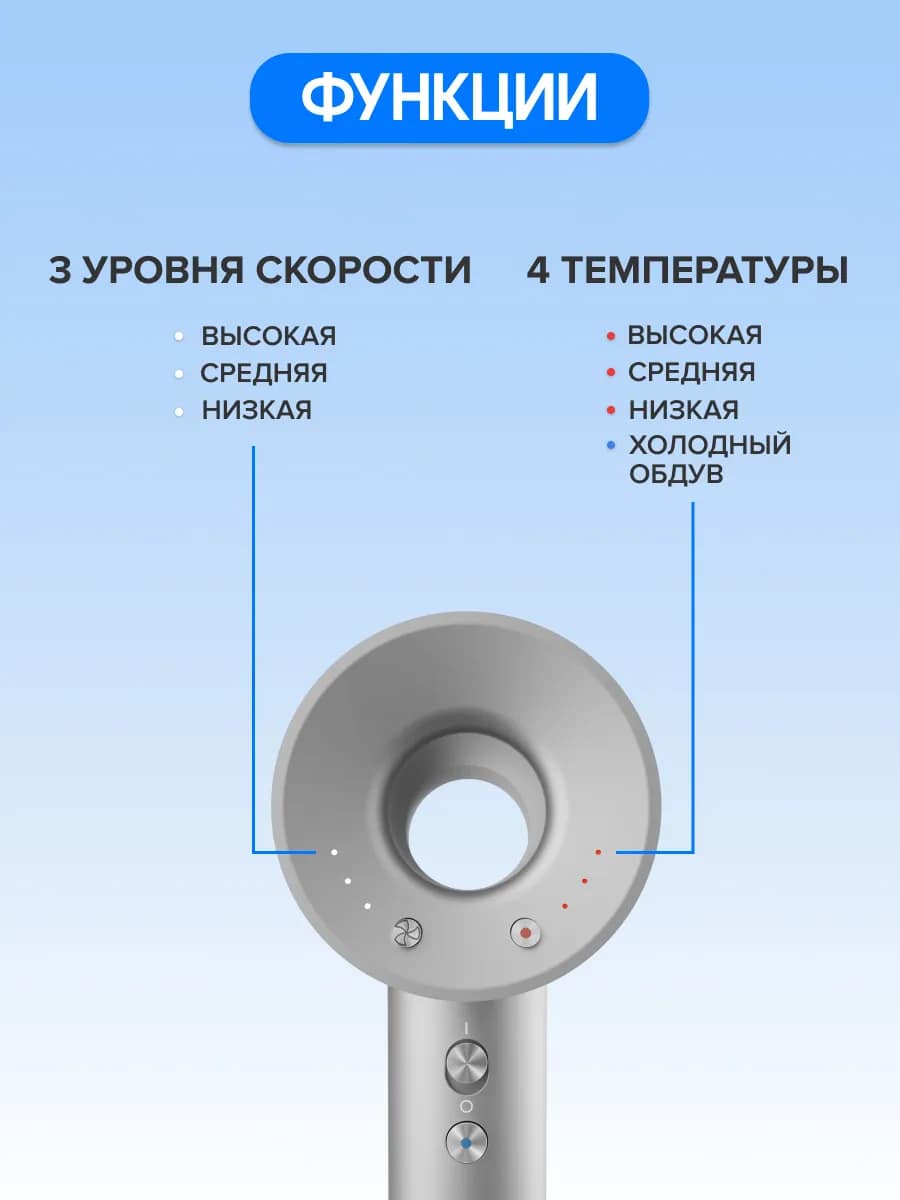 ФУНКЦИИ
3 УРОВНЯ СКОРОСТИ
ВЫСОКАЯ
СРЕДНЯЯ
НИЗКАЯ
4 ТЕМПЕРАТУРЫ
ВЫСОКАЯ
СРЕДНЯЯ
НИЗКАЯ
ХОЛОДНЫЙ
ОБДУВ